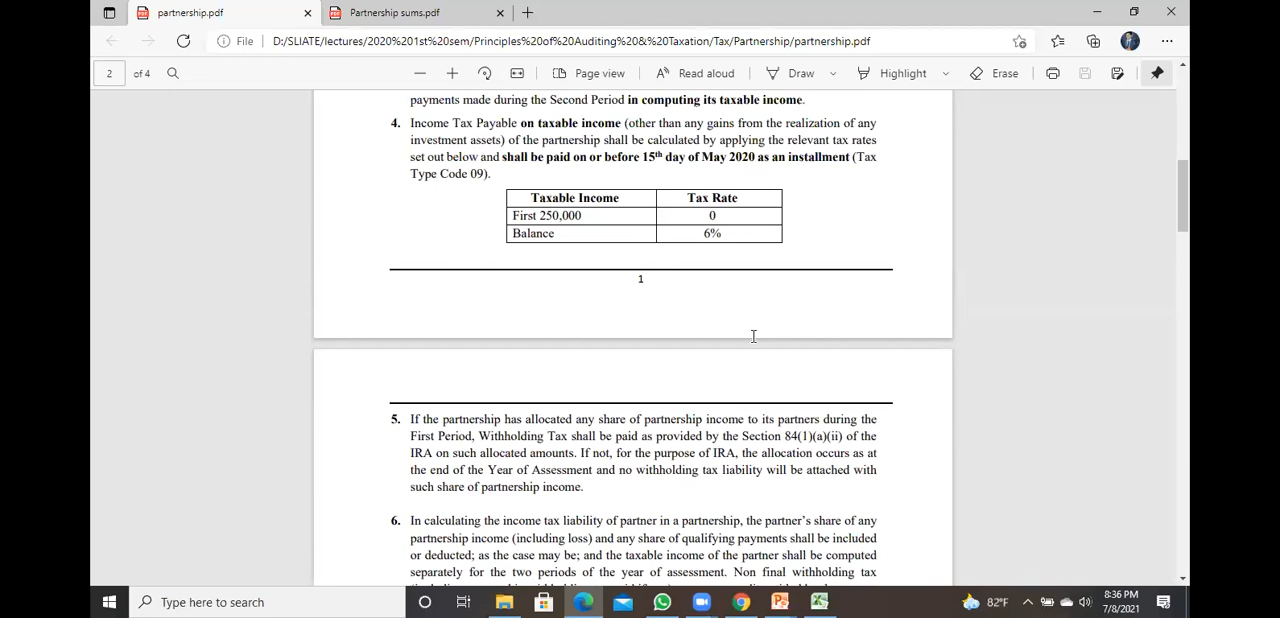 partnership.pdf
Partnership sums.pdf
File
D:/SLIATE/lectures/2020%201st%20sem/Principles%20of%20Auditing%20&%20Taxation/Tax/Partnership/partnership.pdf
2 of 4
Page view
Read aloud
Draw
Highlight
Erase
payments made during the Second Period in computing its taxable income.
4. Income Tax Payable on taxable income (other than any gains from the realization of any
investment assets) of the partnership shall be calculated by applying the relevant tax rates
set out below and shall be paid on or before 15th day of May 2020 as an installment (Tax
Type Code 09).
Taxable Income Tax Rate
First 250,000 0
Balance 6%
1
5. If the partnership has allocated any share of partnership income to its partners during the
First Period, Withholding Tax shall be paid as provided by the Section 84(1)(a)(ii) of the
IRA on such allocated amounts. If not, for the purpose of IRA, the allocation occurs as at
the end of the Year of Assessment and no withholding tax liability will be attached with
such share of partnership income.
6. In calculating the income tax liability of partner in a partnership, the partner's share of any
partnership income (including loss) and any share of qualifying payments shall be included
or deducted; as the case may be; and the taxable income of the partner shall be computed
separately for the two periods of the year of assessment. Non final withholding tax
Type here to search
82°F
8:36 PM
7/8/2021